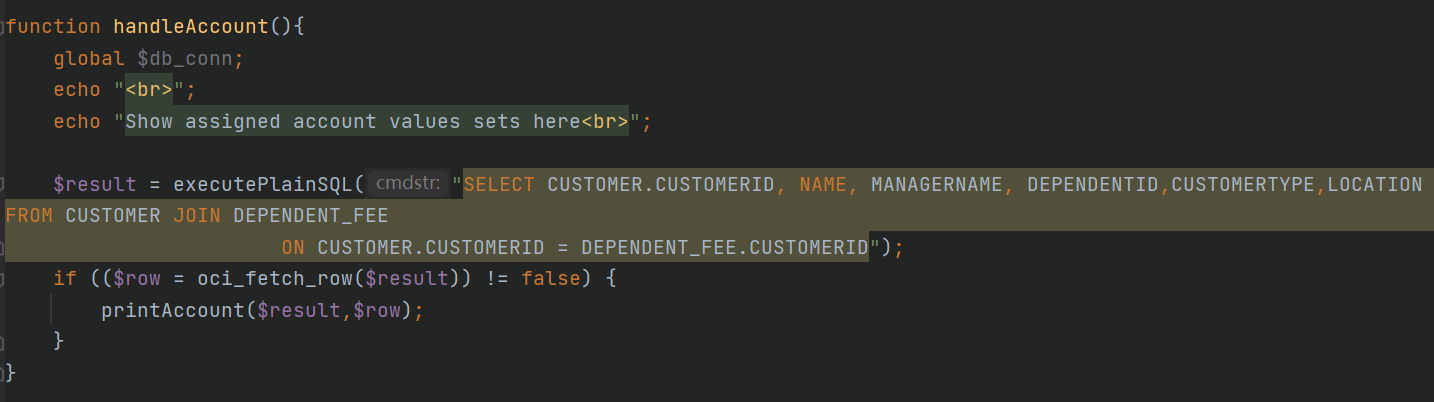 function handleAccount(){
    global $db_conn;
    echo "<br>";
    echo "Show assigned account values sets here<br>";

    $result = executePlainSQL( cmdstr: "SELECT CUSTOMER.CUSTOMERID, NAME, MANAGERNAME, DEPENDENTID,CUSTOMERTYPE,LOCATION
FROM CUSTOMER JOIN DEPENDENT_FEE
                       ON CUSTOMER.CUSTOMERID = DEPENDENT_FEE.CUSTOMERID");
    if (($row = oci_fetch_row($result)) != false) {
        printAccount($result,$row);
    }
}